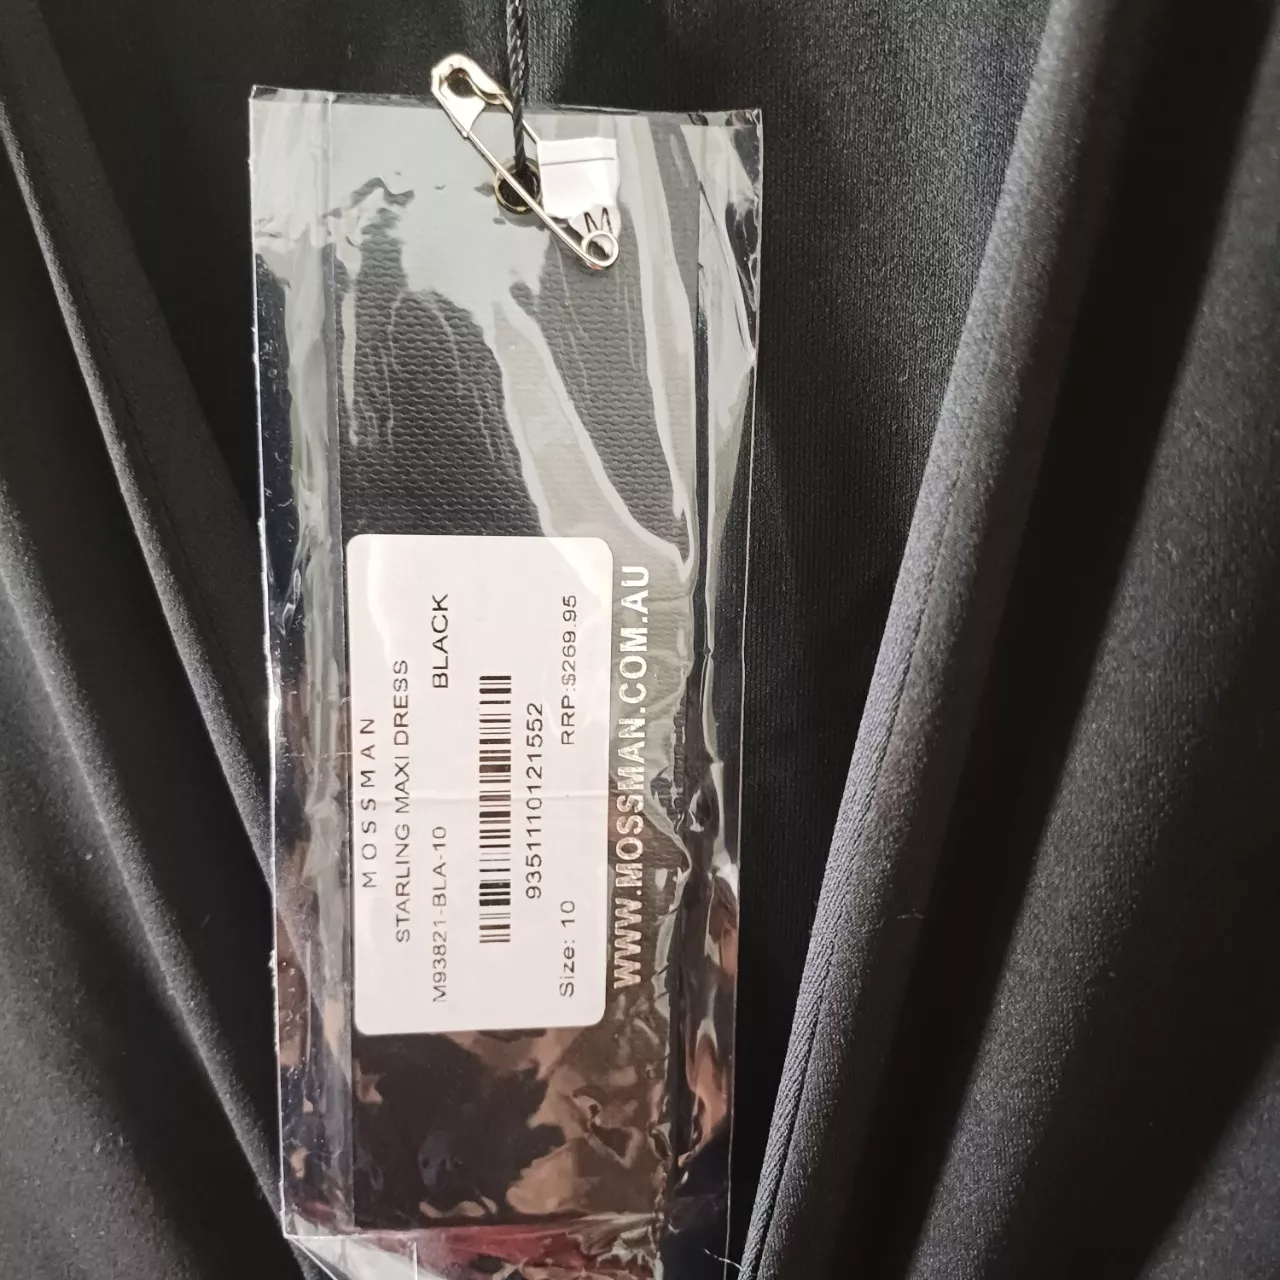 M
MOSSMAN
STARLING MAXI DRESS
M93821-BLA-10 BLACK
9351110121552
Size: 10 RRP:$269.95
WWW.MOSSMAN.COM.AU